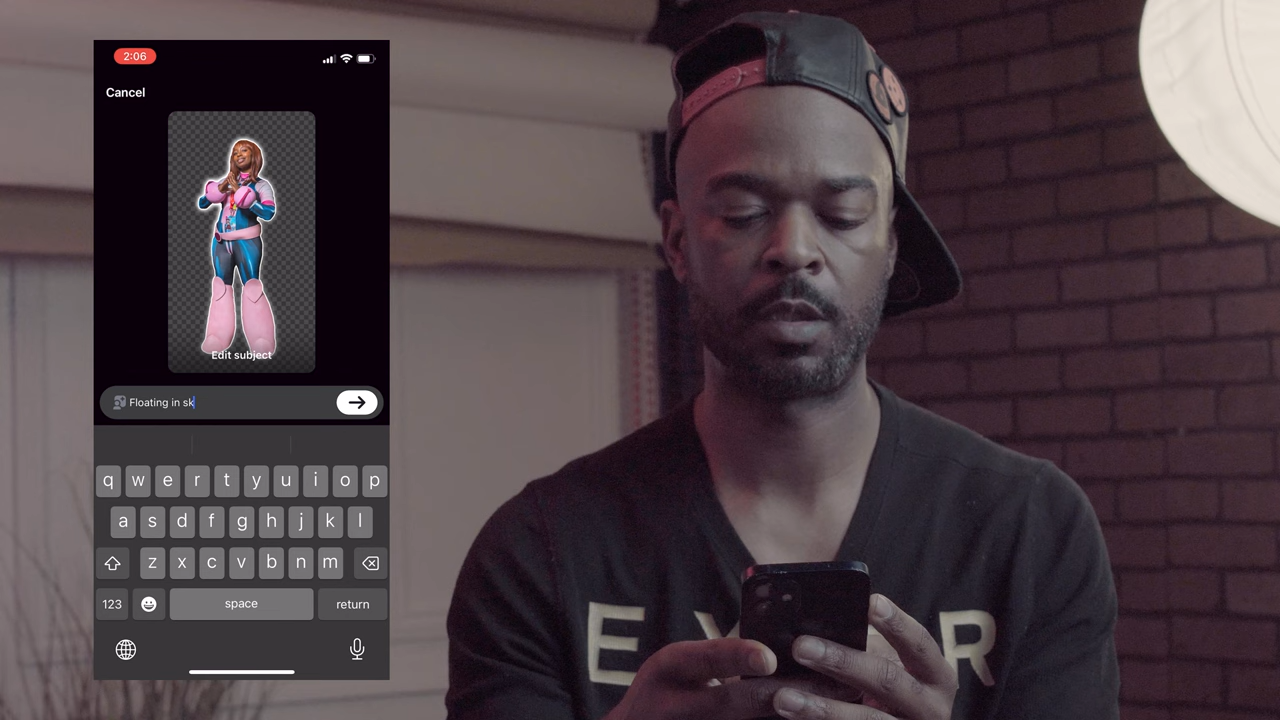 2:06
Cancel
Edit subject
Floating in sk
q w e r t y u i o p
a s d f g h j k l
z x c v b n m
123 space return